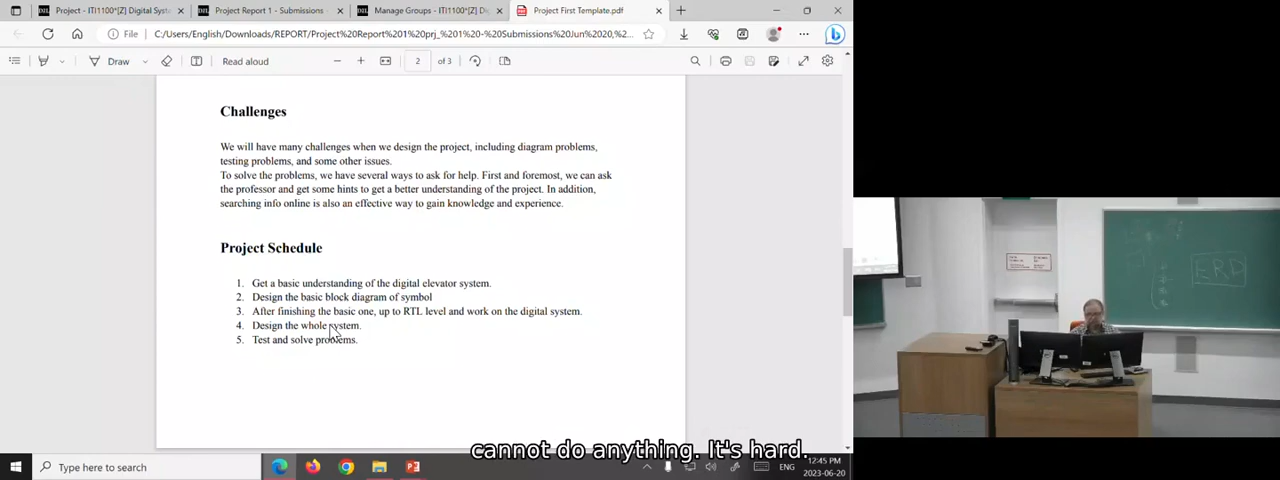 Project - ITI1100*[Z] Digital Syst
Project Report 1 - Submissions -
Manage Groups - ITI1100*[Z] D
Project First Template.pdf
File
C:/Users/English/Downloads/REPORT/Project%20Report%201%20prj_%201%20-%20Submissions%20Jun%2020,%2...
Draw
Read aloud
2
of 3
Challenges
We will have many challenges when we design the project, including diagram problems,
testing problems, and some other issues.
To solve the problems, we have several ways to ask for help. First and foremost, we can ask
the professor and get some hints to get a better understanding of the project. In addition,
searching info online is also an effective way to gain knowledge and experience.
Project Schedule
1. Get a basic understanding of the digital elevator system.
2. Design the basic block diagram of symbol
3. After finishing the basic one, up to RTL level and work on the digital system.
4. Design the whole system.
5. Test and solve problems.
ERD
cannot do anything. It's hard.
Type here to search
ENG
12:45 PM
2023-06-20